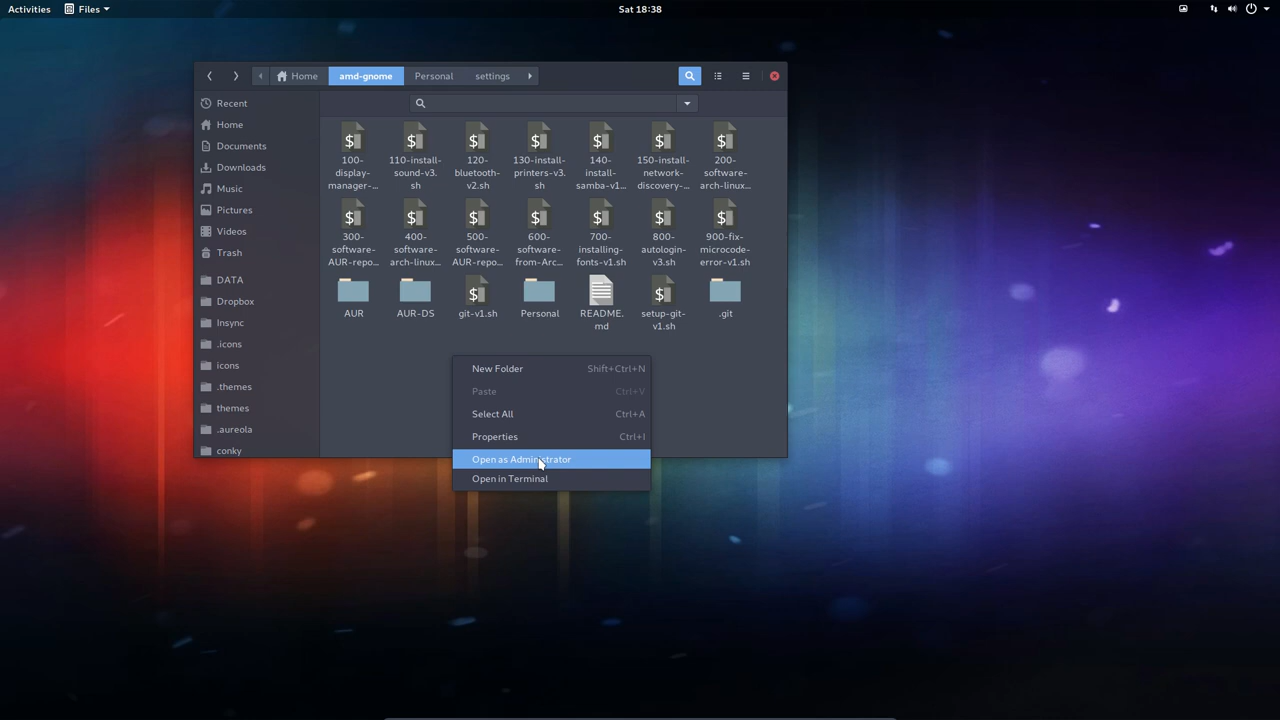 Activities Files Sat 18:38
Home amd-gnome Personal settings
Recent
Home
Documents
Downloads
Music
Pictures
Videos
Trash
DATA
Dropbox
Insync
.icons
icons
.themes
themes
.aureola
conky
100-
display-
manager-...
110-install-
sound-v3.
sh
120-
bluetooth-
v2.sh
130-install-
printers-v3.
sh
140-
install-
samba-v1...
150-install-
network-
discovery-...
200-
software-
arch-linux...
300-
software-
AUR-repo...
400-
software-
arch-linux...
500-
software-
AUR-repo...
600-
software-
from-Arc...
700-
installing-
fonts-v1.sh
800-
autologin-
v3.sh
900-fix-
microcode-
error-v1.sh
AUR
AUR-DS
git-v1.sh
Personal
README.
md
setup-git-
v1.sh
.git
New Folder Shift+Ctrl+N
Paste Ctrl+V
Select All Ctrl+A
Properties Ctrl+I
Open as Administrator
Open in Terminal